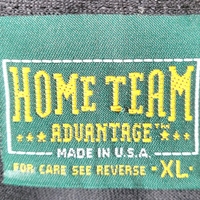 HOME TEAM
ADVANTAGE™
MADE IN U.S.A.
FOR CARE SEE REVERSE -XL-